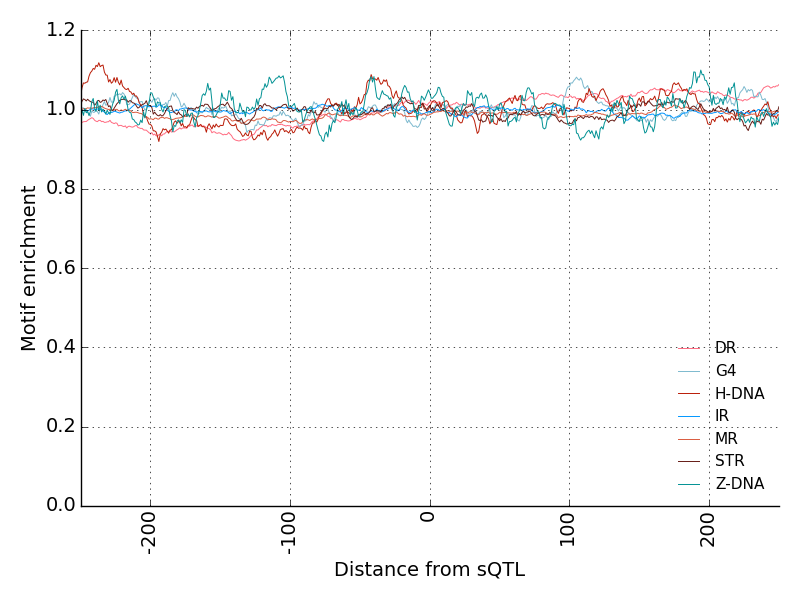 1.2
1.0
0.8
0.6
0.4
0.2
0.0
Motif enrichment
DR
G4
H-DNA
IR
MR
STR
Z-DNA
-200
-100
0
100
200
Distance from sQTL